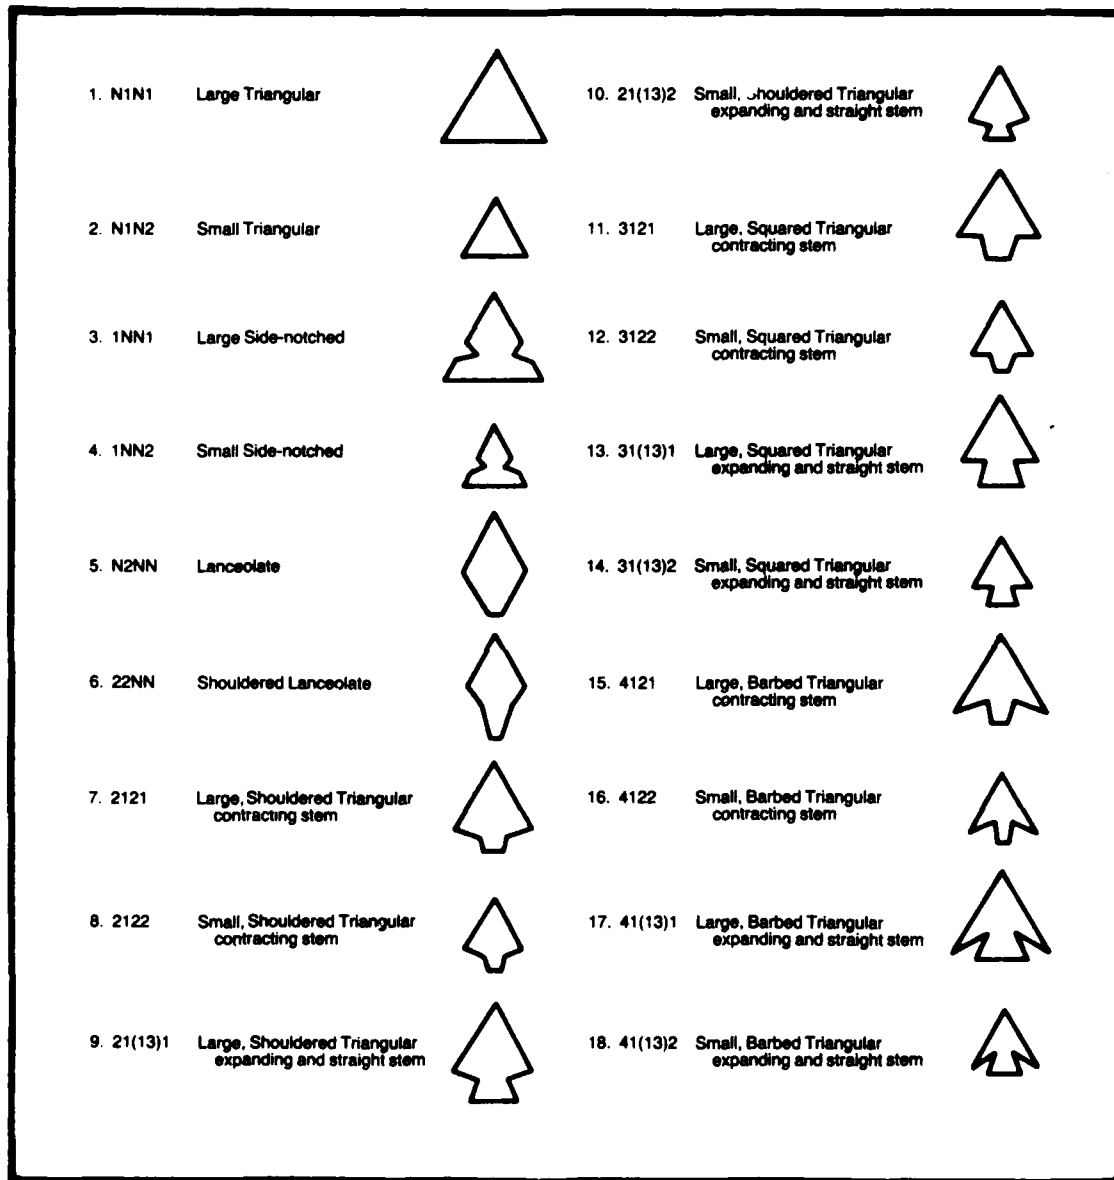 1. N1N1 Large Triangular
2. N1N2 Small Triangular
3. 1NN1 Large Side-notched
4. 1NN2 Small Side-notched
5. N2NN Lanceolate
6. 22NN Shouldered Lanceolate
7. 2121 Large, Shouldered Triangular
contracting stem
8. 2122 Small, Shouldered Triangular
contracting stem
9. 21(13)1 Large, Shouldered Triangular
expanding and straight stem
10. 21(13)2 Small, Shouldered Triangular
expanding and straight stem
11. 3121 Large, Squared Triangular
contracting stem
12. 3122 Small, Squared Triangular
contracting stem
13. 31(13)1 Large, Squared Triangular
expanding and straight stem
14. 31(13)2 Small, Squared Triangular
expanding and straight stem
15. 4121 Large, Barbed Triangular
contracting stem
16. 4122 Small, Barbed Triangular
contracting stem
17. 41(13)1 Large, Barbed Triangular
expanding and straight stem
18. 41(13)2 Small, Barbed Triangular
expanding and straight stem